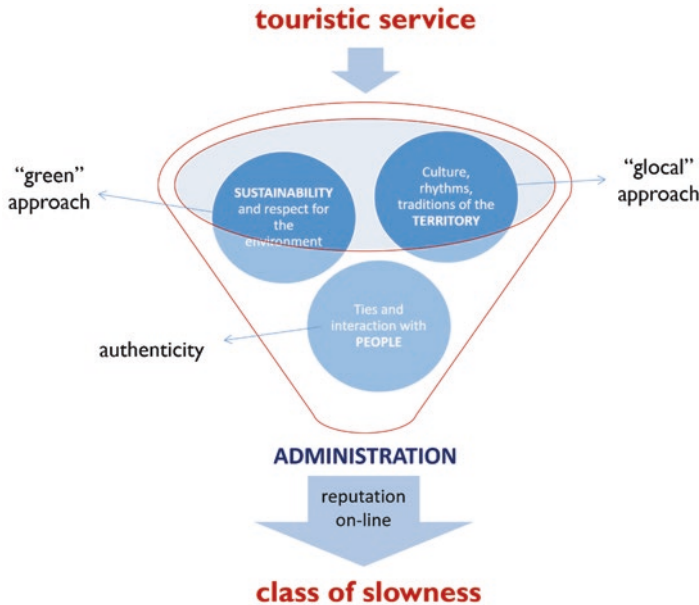 touristic service
"green"
approach
SUSTAINABILITY
and respect for
the
environment
Culture,
rhythms,
traditions of the
TERRITORY
"glocal"
approach
Ties and
interaction with
PEOPLE
authenticity
ADMINISTRATION
reputation
on-line
class of slowness